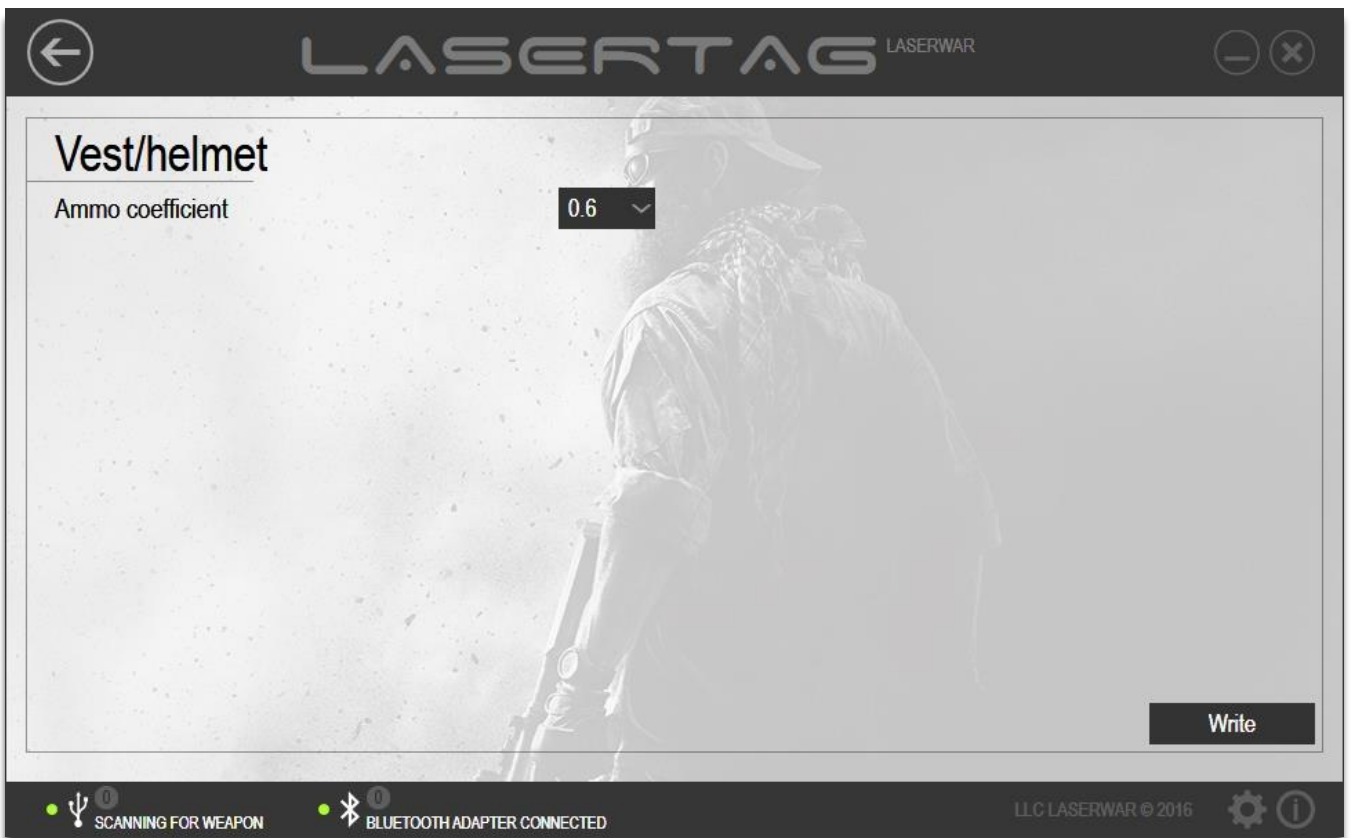 LASERTAG LASERWAR
Vest/helmet
Ammo coefficient 0.6
Write
0 0
SCANNING FOR WEAPON BLUETOOTH ADAPTER CONNECTED LLC LASERWAR © 2016